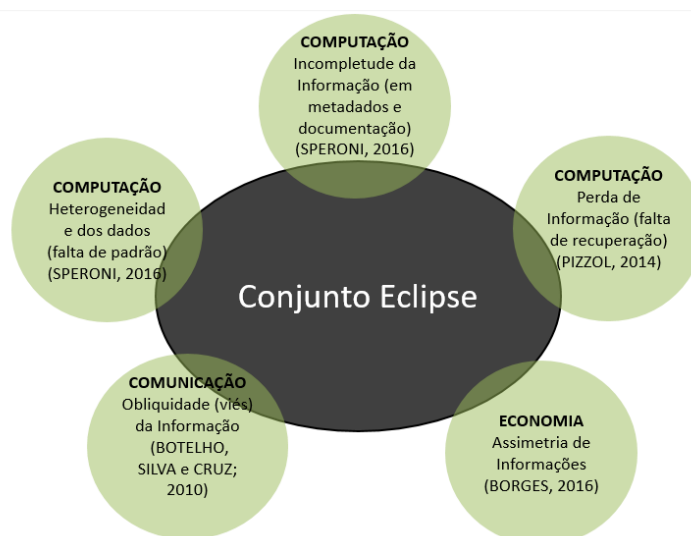 COMPUTAÇÃO
Incompletude da
Informação (em
metadados e
documentação)
(SPERONI, 2016)
COMPUTAÇÃO
Heterogeneidad
e dos dados
(falta de padrão)
(SPERONI, 2016)
COMPUTAÇÃO
Perda de
Informação (falta
de recuperação)
(PIZZOL, 2014)
Conjunto Eclipse
COMUNICAÇÃO
Obliquidade (viés)
da Informação
(BOTELHO,
SILVA e CRUZ;
2010)
ECONOMIA
Assimetria de
Informações
(BORGES, 2016)